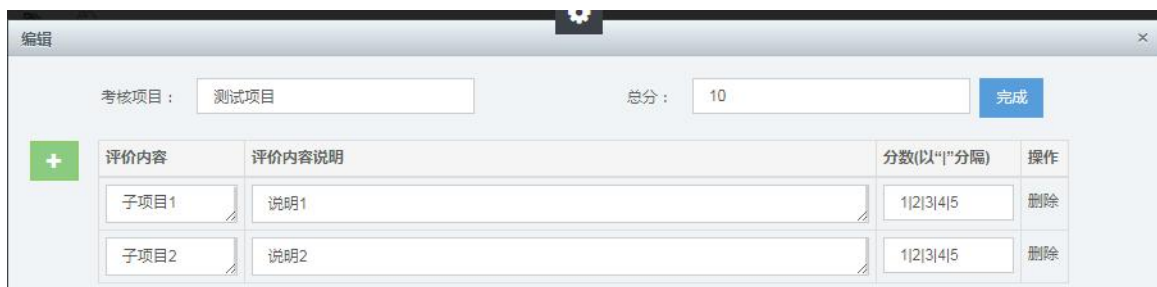 编辑 ×
考核项目： 测试项目 总分： 10 完成
+ 评价内容 评价内容说明 分数(以“|”分隔) 操作
子项目1 说明1 1|2|3|4|5 删除
子项目2 说明2 1|2|3|4|5 删除